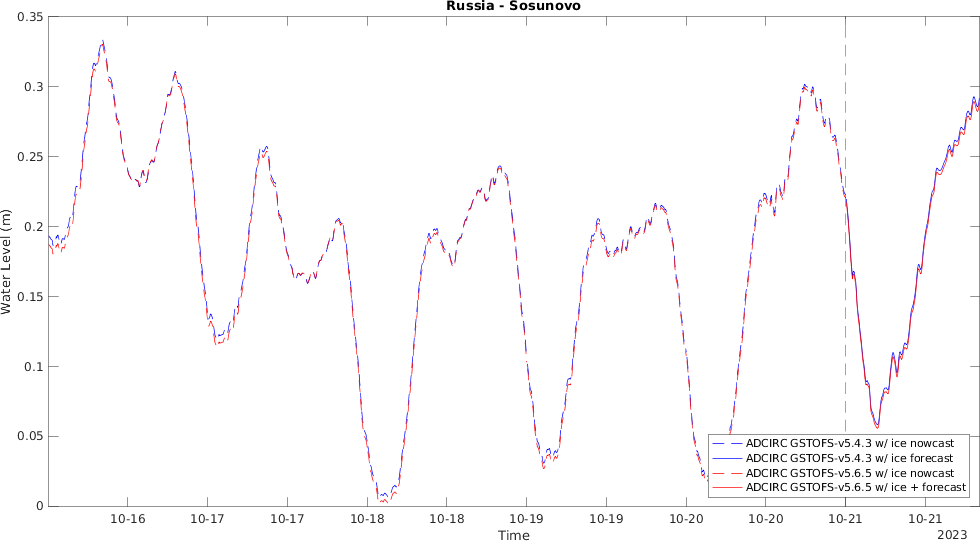 Russia - Sosunovo
0.35
0.3
0.25
0.2
0.15
0.1
0.05
0
Water Level (m)
ADCIRC GSTOFS-v5.4.3 w/ ice nowcast
ADCIRC GSTOFS-v5.4.3 w/ ice forecast
ADCIRC GSTOFS-v5.6.5 w/ ice nowcast
ADCIRC GSTOFS-v5.6.5 w/ ice + forecast
10-16 10-17 10-17 10-18 10-18 10-19 10-19 10-20 10-20 10-21 10-21
Time
2023